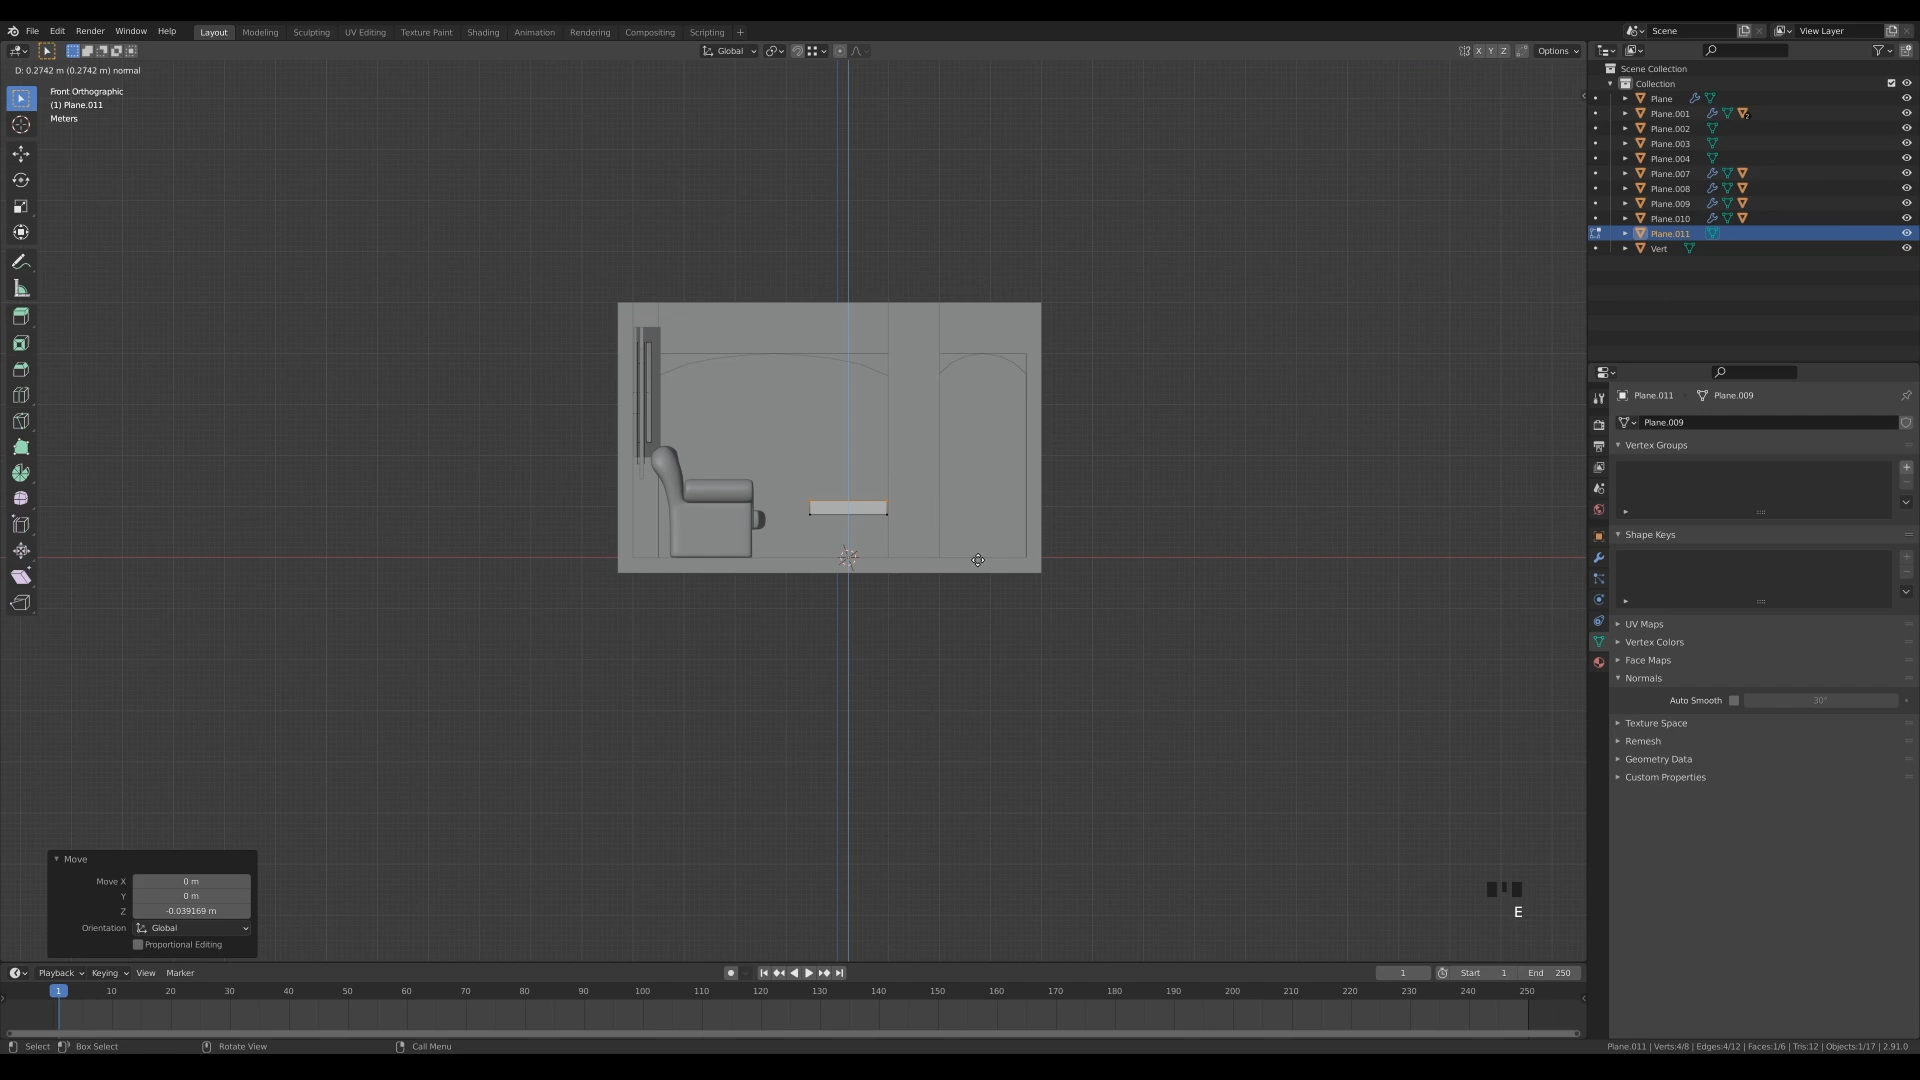 File Edit Render Window Help Layout Modeling Sculpting UV Editing Texture Paint Shading Animation Rendering Compositing Scripting + Scene View Layer
Global X Y Z Options
D: 0.2742 m (0.2742 m) normal
Front Orthographic
(1) Plane.011
Meters
Scene Collection
Collection
Plane
Plane.001 2
Plane.002
Plane.003
Plane.004
Plane.007
Plane.008
Plane.009
Plane.010
Plane.011
Vert
Plane.011 Plane.009
Plane.009
Vertex Groups
Shape Keys
UV Maps
Vertex Colors
Face Maps
Normals
Auto Smooth 30°
Texture Space
Remesh
Geometry Data
Custom Properties
Move
Move X 0 m
Y 0 m
Z -0.039169 m
Orientation Global
Proportional Editing
E
Playback Keying View Marker 1 Start 1 End 250
1 10 20 30 40 50 60 70 80 90 100 110 120 130 140 150 160 170 180 190 200 210 220 230 240 250
Select Box Select Rotate View Call Menu Plane.011 | Verts:4/8 | Edges:4/12 | Faces:1/6 | Tris:12 | Objects:1/17 | 2.91.0